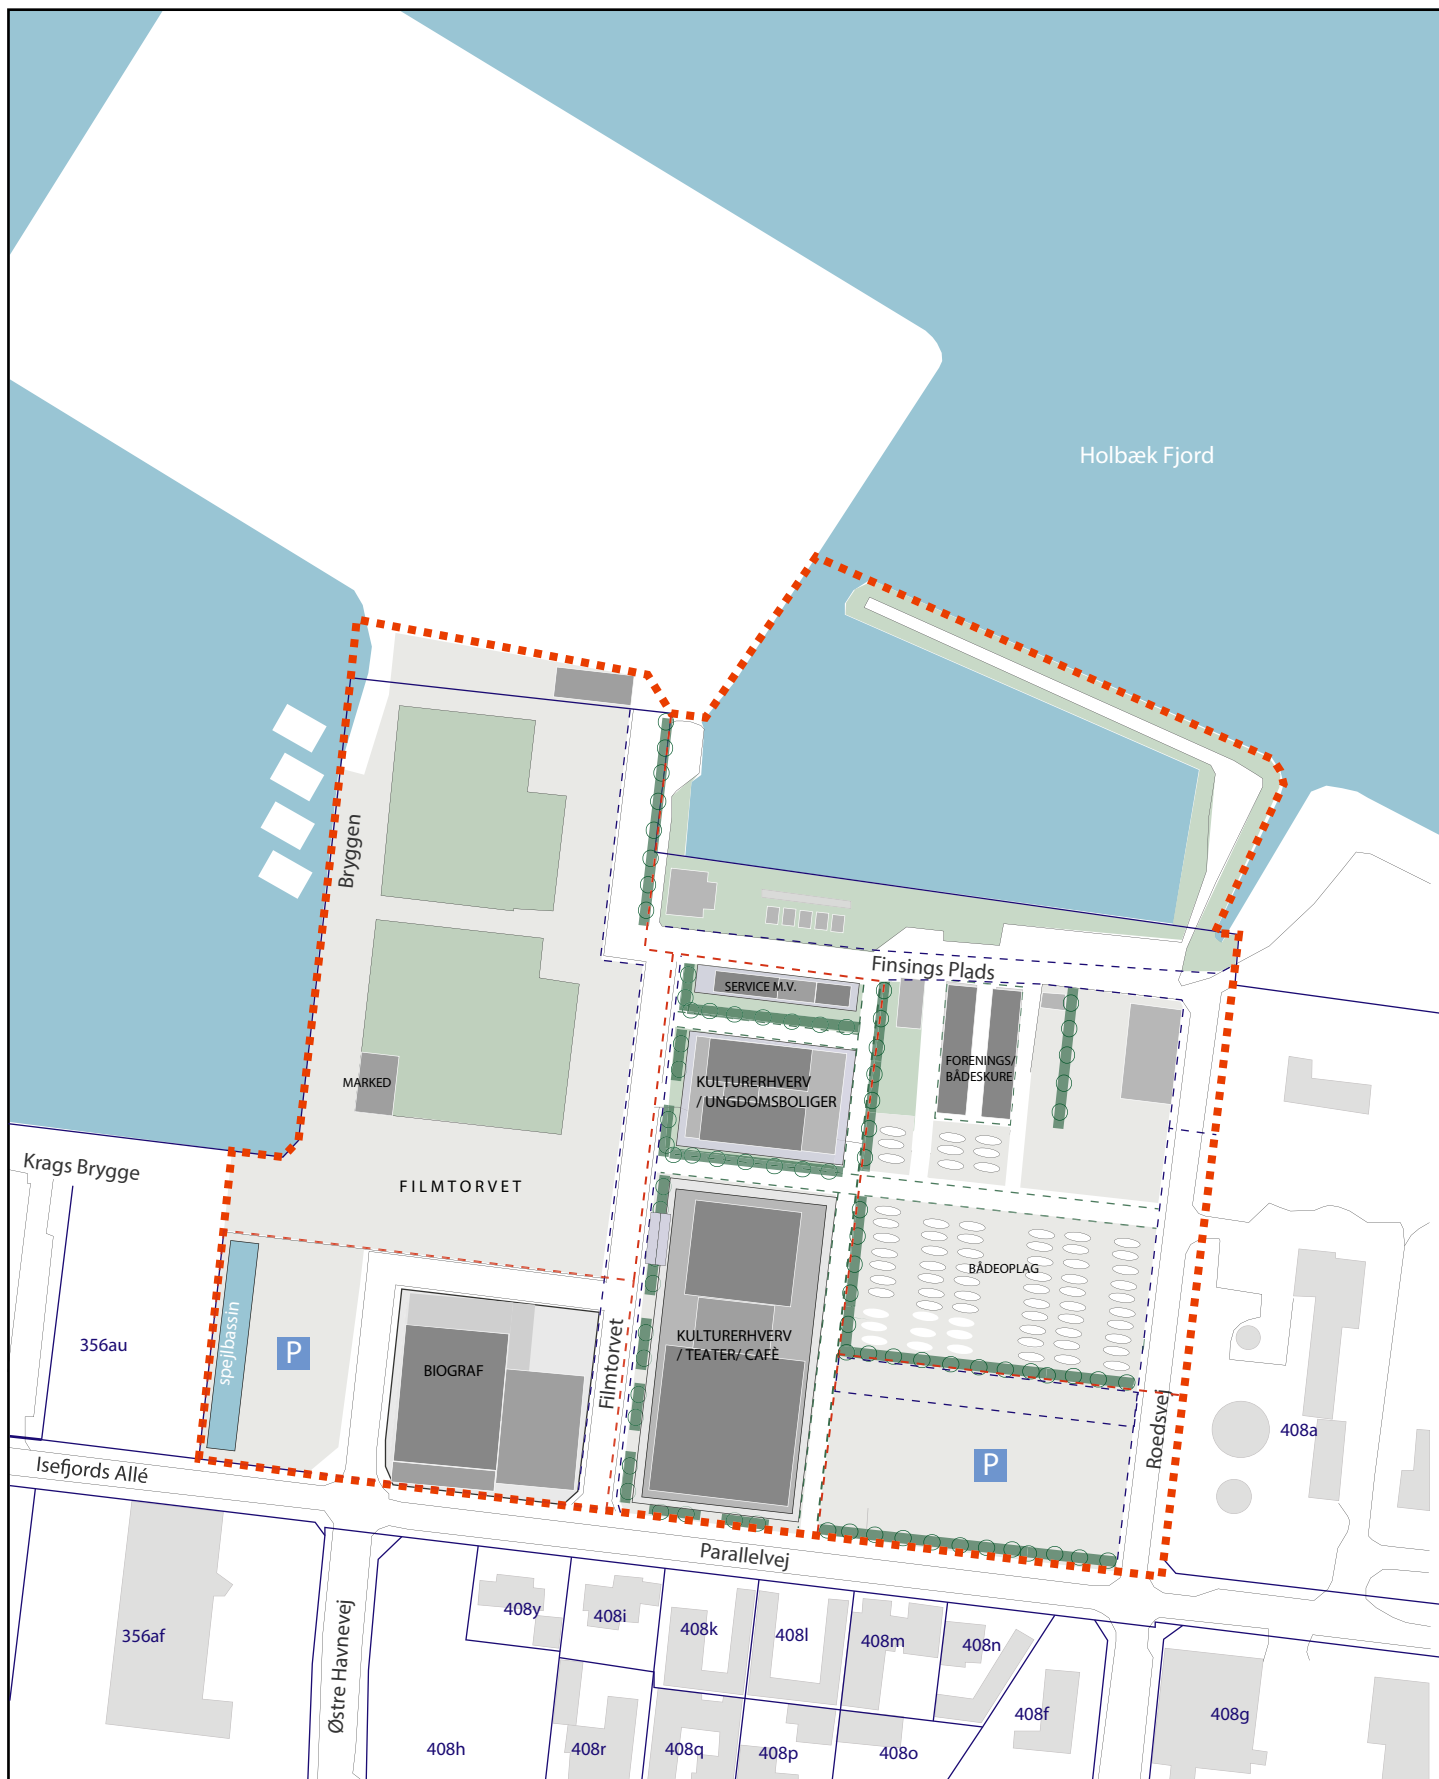 Holbæk Fjord
Bryggen
Finsings Plads
SERVICE M.V.
FORENINGS/
BÅDESKURE
MARKED
KULTURERHVERV
/ UNGDOMSBOLIGER
Krags Brygge
FILMTORVET
BÅDEOPLAG
spejlbassin
356au
P
BIOGRAF
Filmtorvet
KULTURERHVERV
/ TEATER/ CAFÈ
Roedsvej
408a
P
Isefjords Allé
Parallelvej
356af
Østre Havnevej
408y
408i
408k
408l
408m
408n
408f
408g
408h
408r
408q
408p
408o